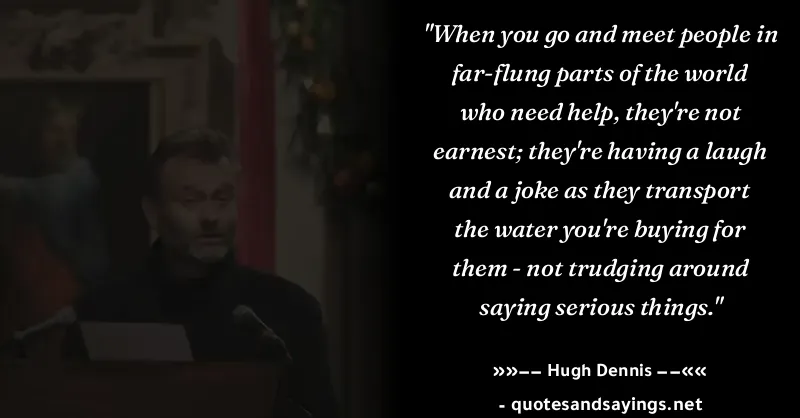 "When you go and meet people in
far-flung parts of the world
who need help, they're not
earnest; they're having a laugh
and a joke as they transport
the water you're buying for
them - not trudging around
saying serious things."
»»−− Hugh Dennis −−««
- quotesandsayings.net